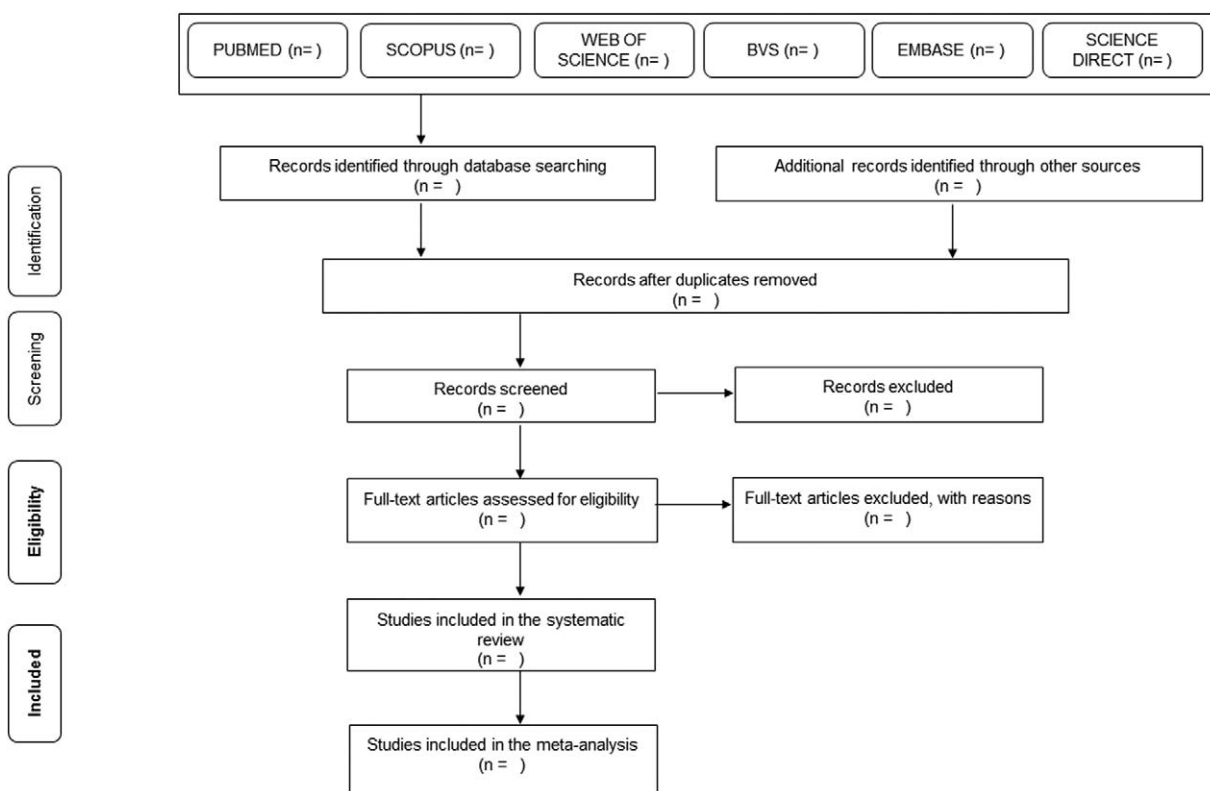 PUBMED (n= )
SCOPUS (n= )
WEB OF
SCIENCE (n= )
BVS (n= )
EMBASE (n= )
SCIENCE
DIRECT (n= )
Identification
Records identified through database searching
(n = )
Additional records identified through other sources
(n = )
Records after duplicates removed
(n = )
Screening
Records screened
(n = )
Records excluded
(n = )
Eligibility
Full-text articles assessed for eligibility
(n = )
Full-text articles excluded, with reasons
(n = )
Included
Studies included in the systematic
review
(n = )
Studies included in the meta-analysis
(n = )